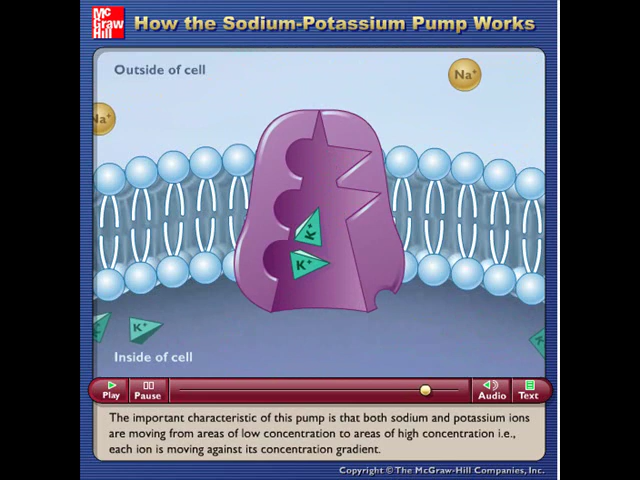 Mc
Graw
Hill
How the Sodium-Potassium Pump Works
Outside of cell
Na⁺
Na⁺
K⁺
K⁺
K⁺
K⁺
K
Inside of cell
Play
Pause
Audio
Text
The important characteristic of this pump is that both sodium and potassium ions
are moving from areas of low concentration to areas of high concentration i.e.,
each ion is moving against its concentration gradient.
Copyright © The McGraw-Hill Companies, Inc.